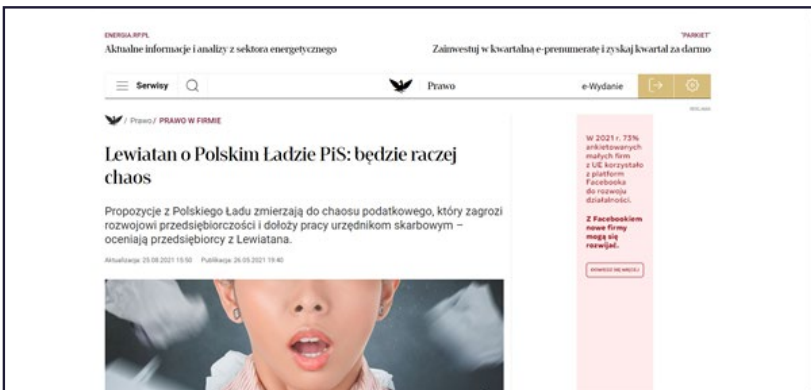 ENERGIA.RP.PL
Aktualne informacje i analizy z sektora energetycznego
"PARKIET"
Zainwestuj w kwartalną e-prenumeratę i zyskaj kwartał za darmo
Serwisy
Prawo
e-Wydanie
REKLAMA
/ Prawo / PRAWO W FIRMIE
Lewiatan o Polskim Ładzie PiS: będzie raczej
chaos
Propozycje z Polskiego Ładu zmierzają do chaosu podatkowego, który zagrozi
rozwojowi przedsiębiorczości i dołoży pracy urzędnikom skarbowym –
oceniają przedsiębiorcy z Lewiatana.
Aktualizacja: 25.08.2021 15:50 Publikacja: 26.05.2021 19:40
W 2021 r. 73%
ankietowanych
małych firm
z UE korzystało
z platform
Facebooka
do rozwoju
działalności.
Z Facebookiem
nowe firmy
mogą się
rozwijać.
DOWIEDZ SIĘ WIĘCEJ